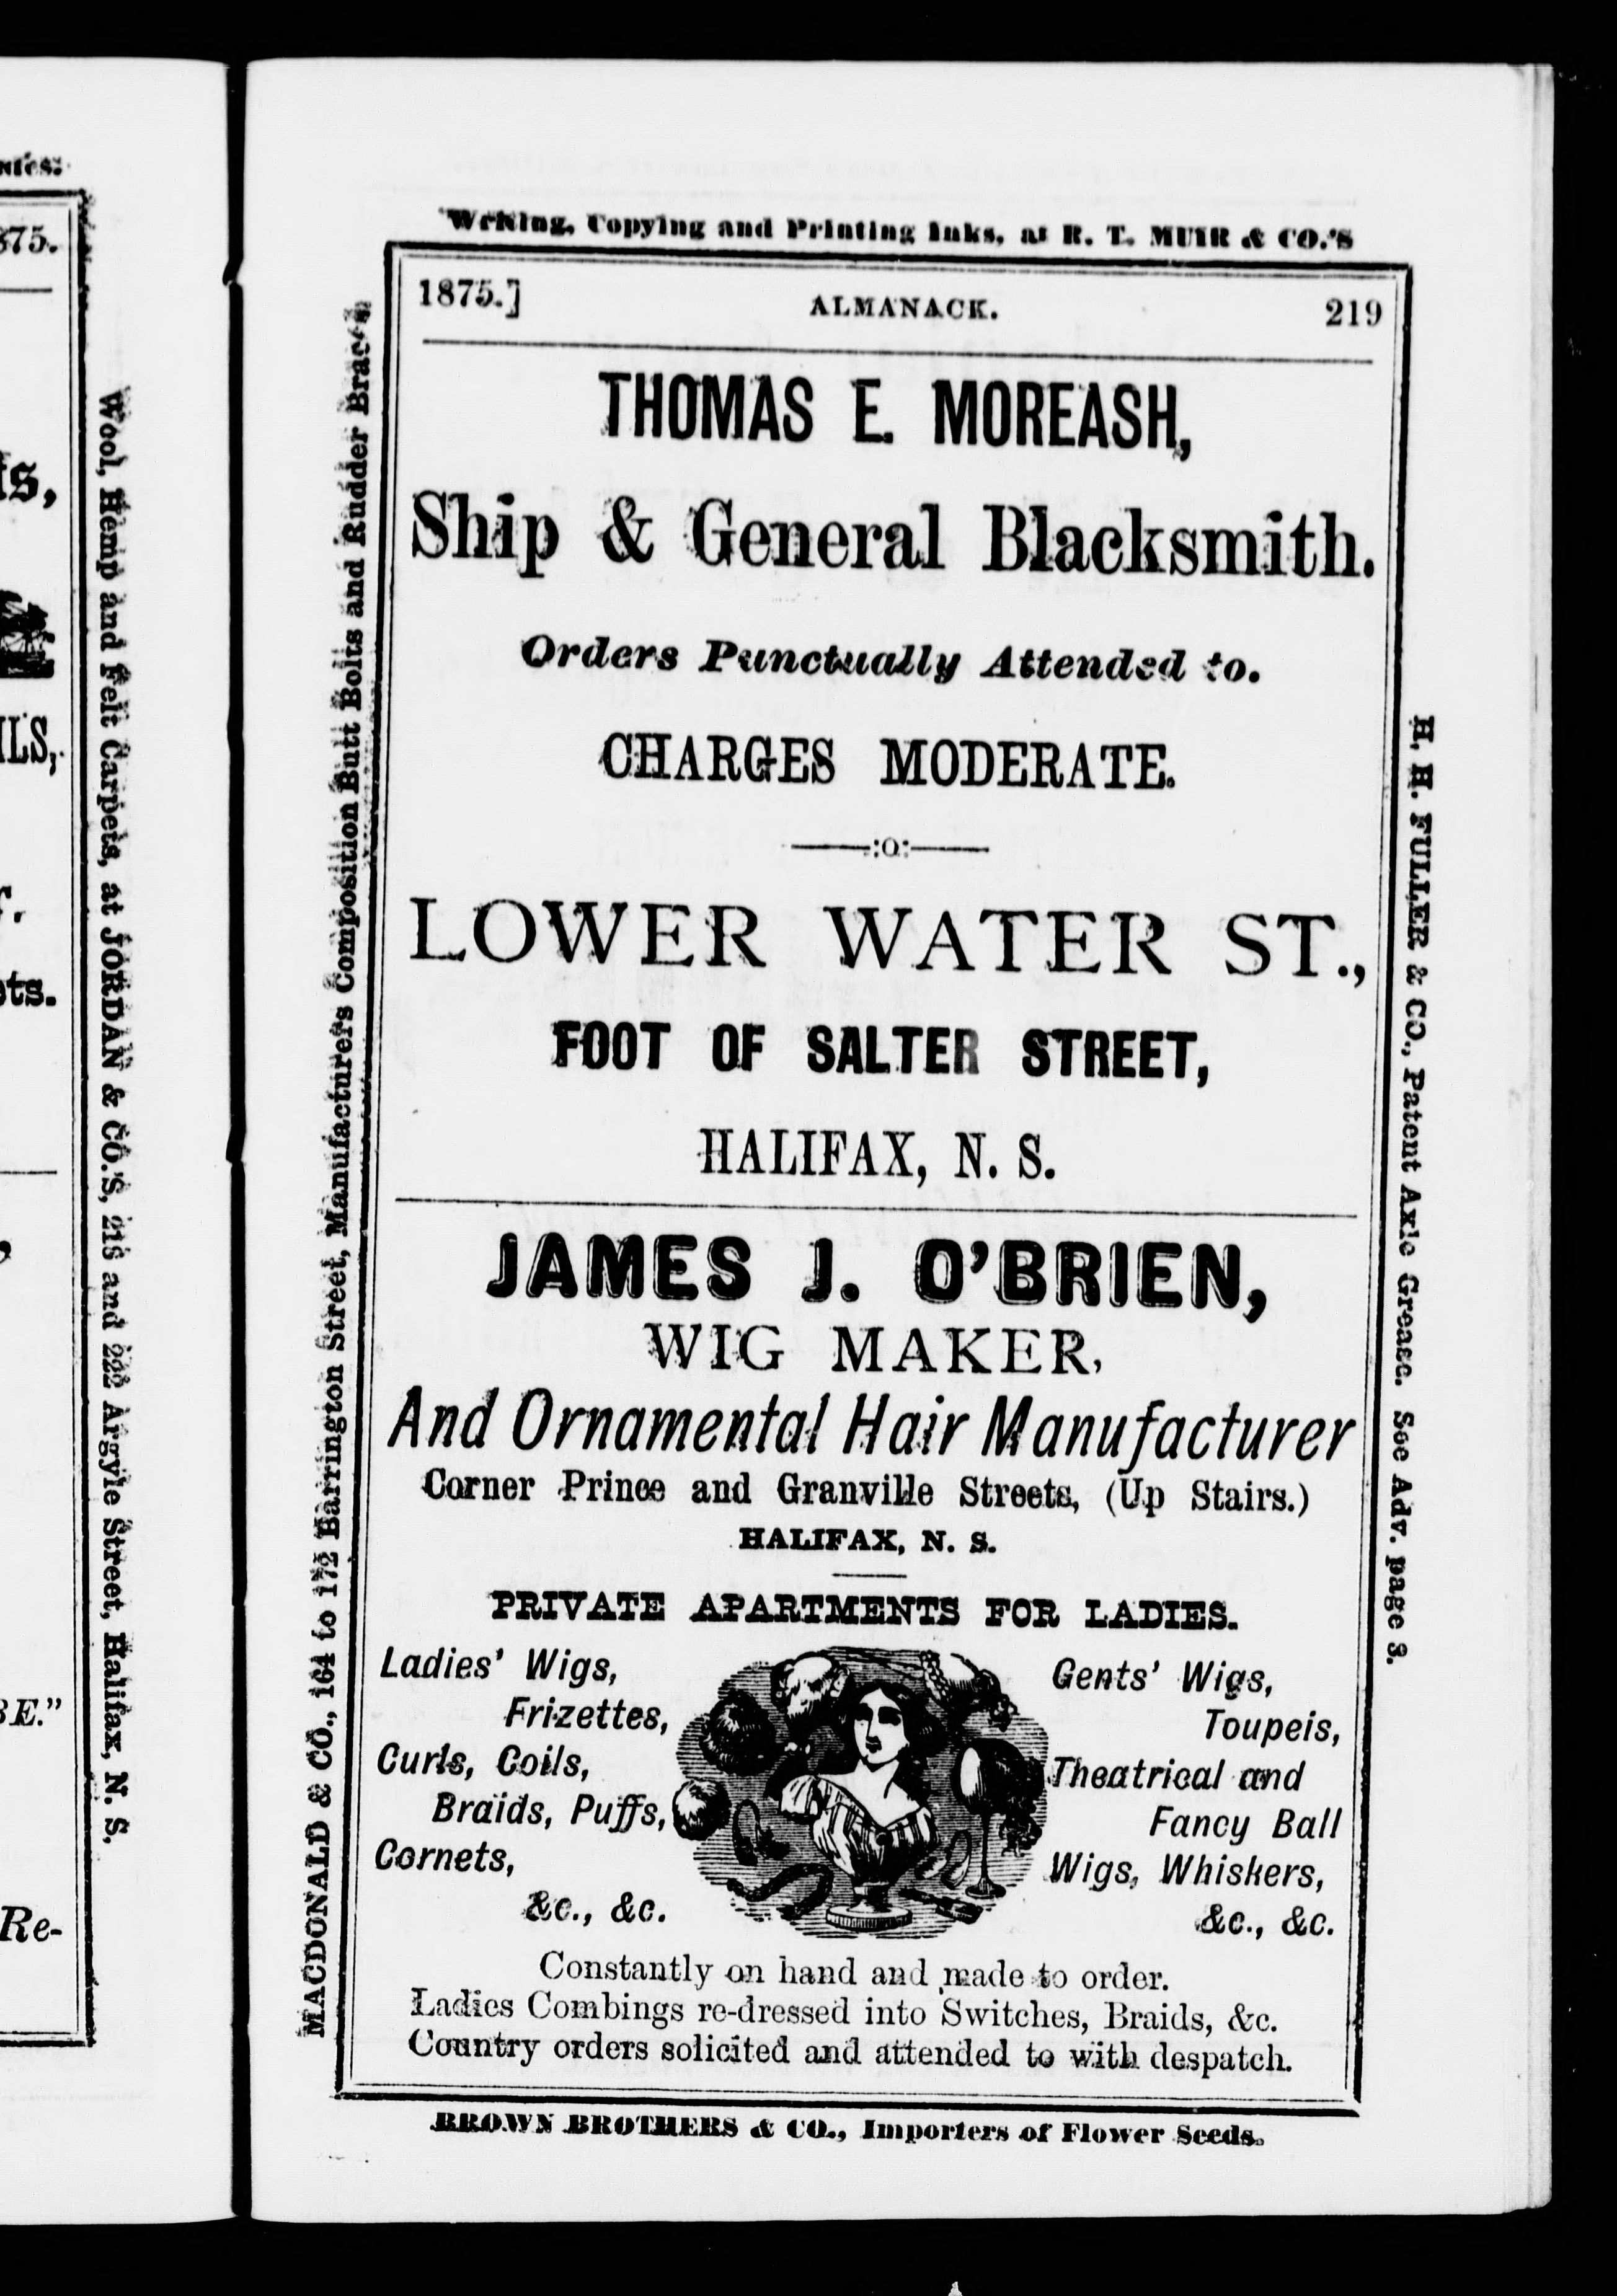 Writing, Copying and Printing Inks, at R. T. MUIR & CO.'S
1875.] ALMANACK. 219
THOMAS E. MOREASH,
Ship & General Blacksmith.
Orders Punctually Attended to.
CHARGES MODERATE.
:o:
LOWER WATER ST.,
FOOT OF SALTER STREET,
HALIFAX, N. S.
JAMES J. O'BRIEN,
WIG MAKER,
And Ornamental Hair Manufacturer
Corner Prince and Granville Streets, (Up Stairs.)
HALIFAX, N. S.
PRIVATE APARTMENTS FOR LADIES.
Ladies' Wigs,
Frizettes,
Curls, Coils,
Braids, Puffs,
Cornets,
&c., &c.
Gents' Wigs,
Toupeis,
Theatrical and
Fancy Ball
Wigs, Whiskers,
&c., &c.
Constantly on hand and made to order.
Ladies Combings re-dressed into Switches, Braids, &c.
Country orders solicited and attended to with despatch.
BROWN BROTHERS & CO., Importers of Flower Seeds.
MACDONALD & CO., 164 to 172 Barrington Street, Manufacturers Composition Butt Bolts and Rudder Braces
H. H. FULLER & CO., Patent Axle Grease. See Adv. page 3.
Wool, Hemp and Felt Carpets, at JORDAN & CO.'S, 218 and 222 Argyle Street, Halifax, N. S.
875.
ts,
ILS,
ets.
BE."
Re-